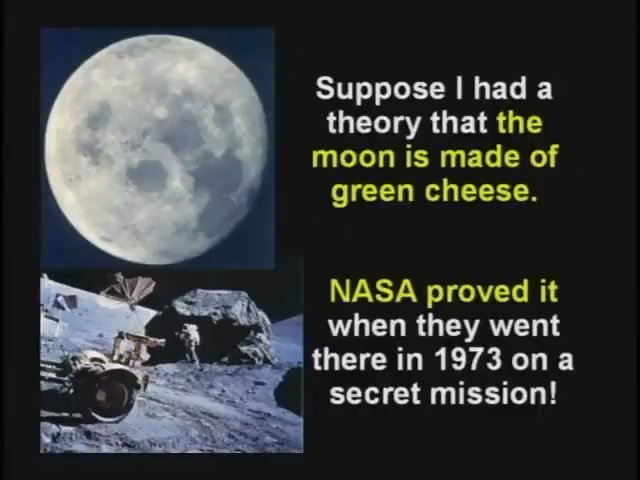 Suppose I had a
theory that the
moon is made of
green cheese.
NASA proved it
when they went
there in 1973 on a
secret mission!